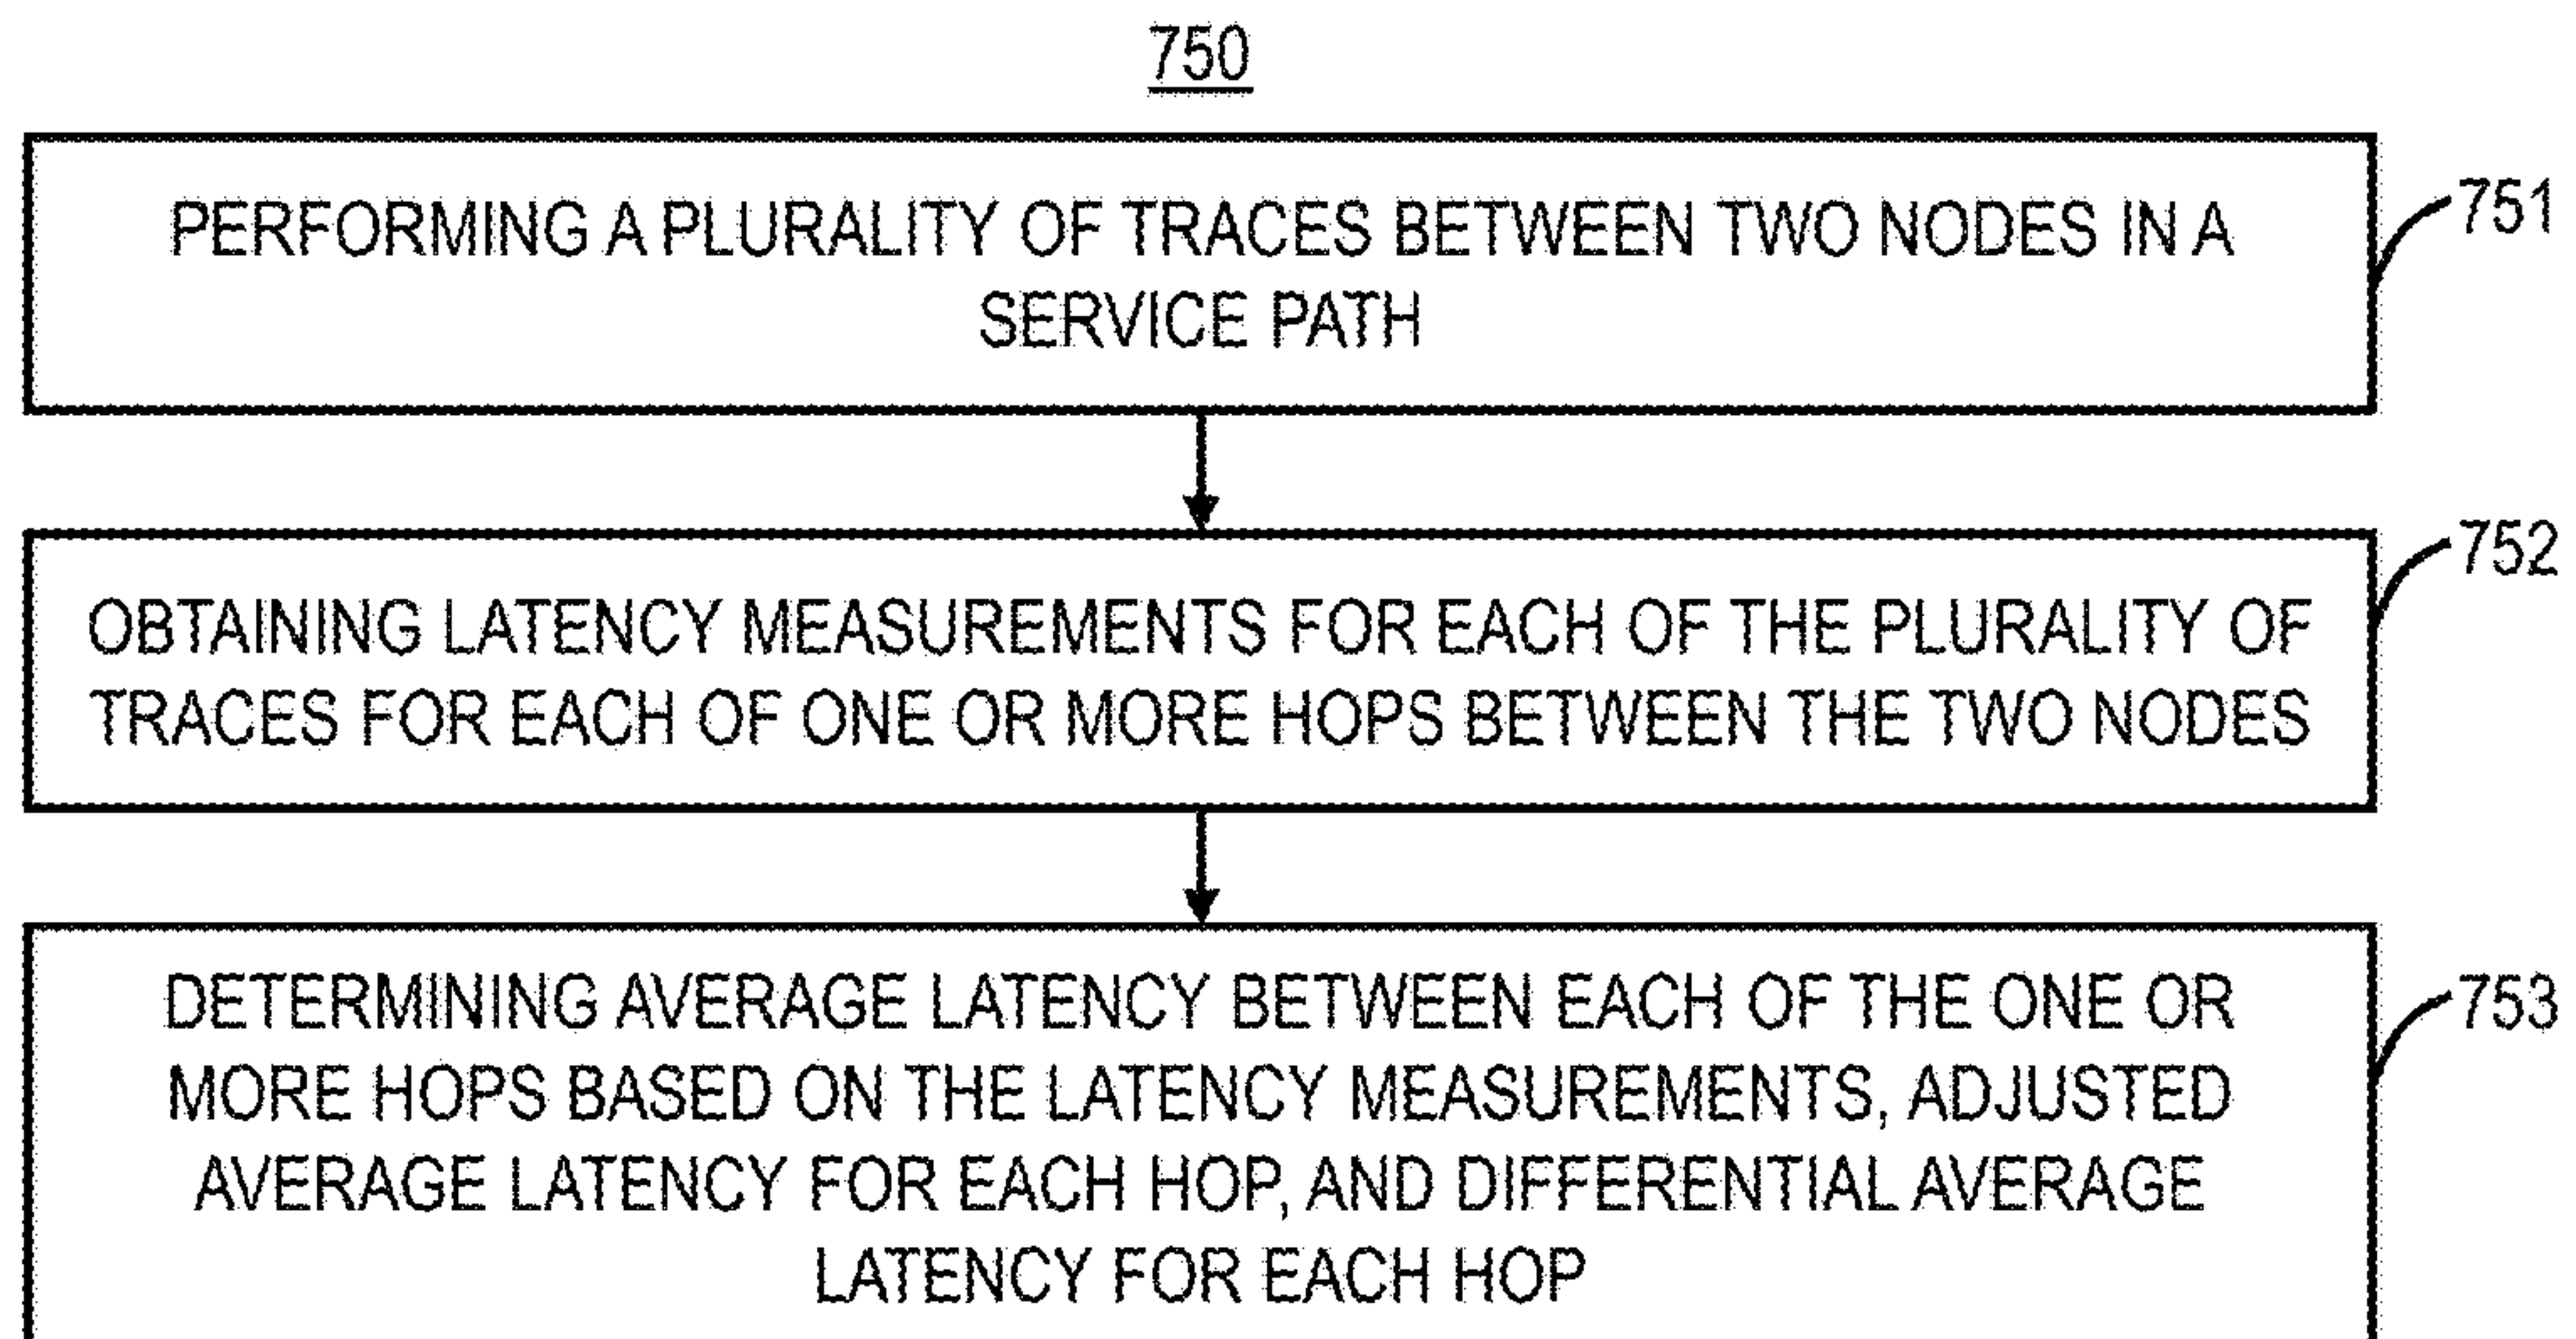 750
PERFORMING A PLURALITY OF TRACES BETWEEN TWO NODES IN A
SERVICE PATH
751
OBTAINING LATENCY MEASUREMENTS FOR EACH OF THE PLURALITY OF
TRACES FOR EACH OF ONE OR MORE HOPS BETWEEN THE TWO NODES
752
DETERMINING AVERAGE LATENCY BETWEEN EACH OF THE ONE OR
MORE HOPS BASED ON THE LATENCY MEASUREMENTS, ADJUSTED
AVERAGE LATENCY FOR EACH HOP, AND DIFFERENTIAL AVERAGE
LATENCY FOR EACH HOP
753